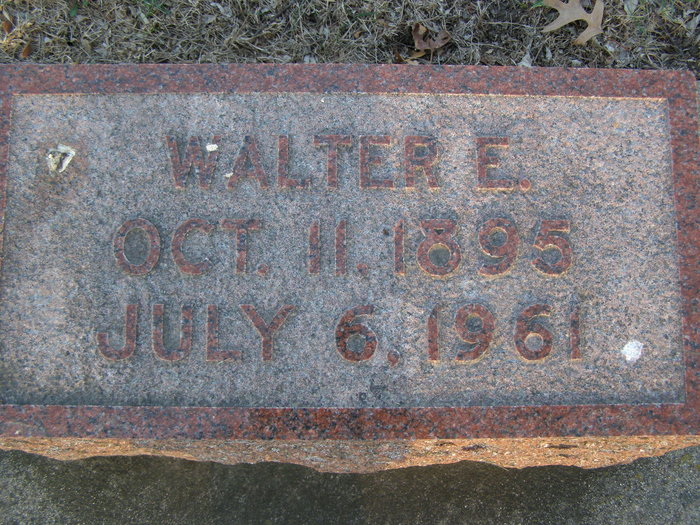 WALTER E.
OCT. 11. 1895
JULY 6. 1961